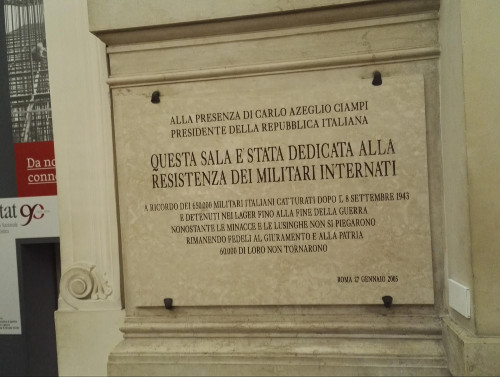 ALLA PRESENZA DI CARLO AZEGLIO CIAMPI
PRESIDENTE DELLA REPUBBLICA ITALIANA
QUESTA SALA E' STATA DEDICATA ALLA
RESISTENZA DEI MILITARI INTERNATI
A RICORDO DEI 650.000 MILITARI ITALIANI CATTURATI DOPO L' 8 SETTEMBRE 1943
E DETENUTI NEI LAGER FINO ALLA FINE DELLA GUERRA
NONOSTANTE LE MINACCE E LE LUSINGHE NON SI PIEGARONO
RIMANENDO FEDELI AL GIURAMENTO E ALLA PATRIA
60.000 DI LORO NON TORNARONO
ROMA 27 GENNAIO 2005
Da no
conne
tat 90